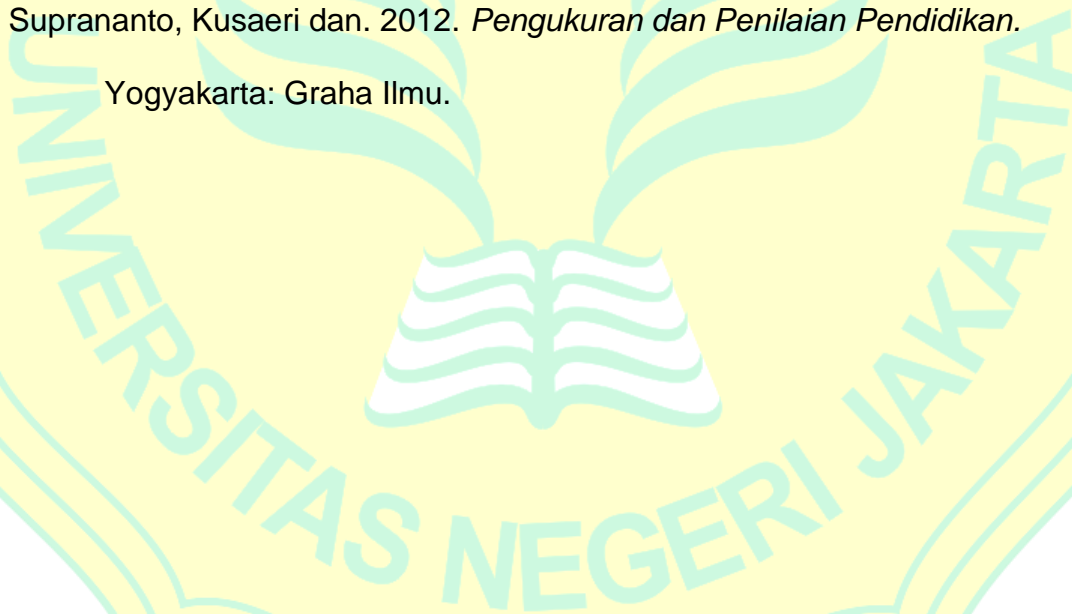 Suprananto, Kusaeri dan. 2012. Pengukuran dan Penilaian Pendidikan.
Yogyakarta: Graha Ilmu.
UNIVERSITAS NEGERI JAKARTA